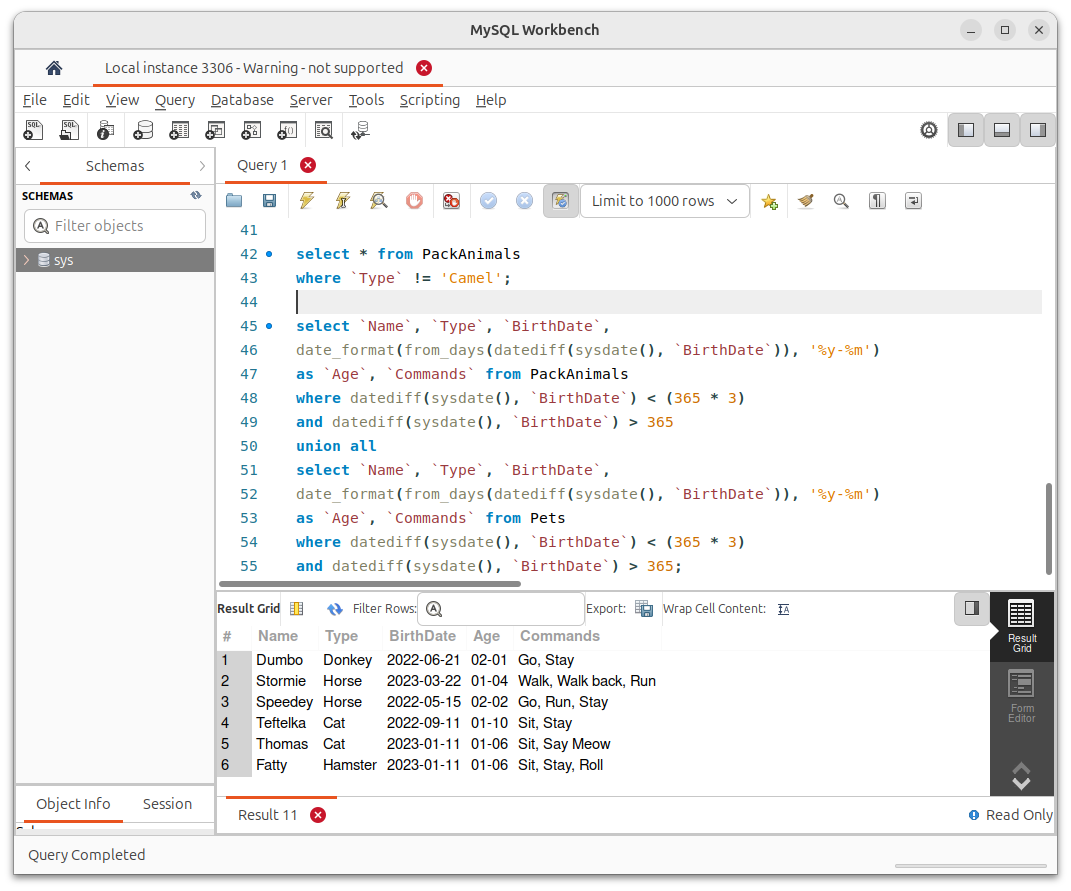 MySQL Workbench
Local instance 3306 - Warning - not supported
File Edit View Query Database Server Tools Scripting Help
Schemas
Query 1
SCHEMAS
Filter objects
sys
Limit to 1000 rows
41
42 select * from PackAnimals
43 where `Type` != 'Camel';
44
45 select `Name`, `Type`, `BirthDate`,
46 date_format(from_days(datediff(sysdate(), `BirthDate`)), '%y-%m')
47 as `Age`, `Commands` from PackAnimals
48 where datediff(sysdate(), `BirthDate`) < (365 * 3)
49 and datediff(sysdate(), `BirthDate`) > 365
50 union all
51 select `Name`, `Type`, `BirthDate`,
52 date_format(from_days(datediff(sysdate(), `BirthDate`)), '%y-%m')
53 as `Age`, `Commands` from Pets
54 where datediff(sysdate(), `BirthDate`) < (365 * 3)
55 and datediff(sysdate(), `BirthDate`) > 365;
Result Grid Filter Rows: Export: Wrap Cell Content:
# Name Type BirthDate Age Commands
1 Dumbo Donkey 2022-06-21 02-01 Go, Stay
2 Stormie Horse 2023-03-22 01-04 Walk, Walk back, Run
3 Speedey Horse 2022-05-15 02-02 Go, Run, Stay
4 Teftelka Cat 2022-09-11 01-10 Sit, Stay
5 Thomas Cat 2023-01-11 01-06 Sit, Say Meow
6 Fatty Hamster 2023-01-11 01-06 Sit, Stay, Roll
Result
Grid
Form
Editor
Object Info Session
Result 11
Read Only
Query Completed